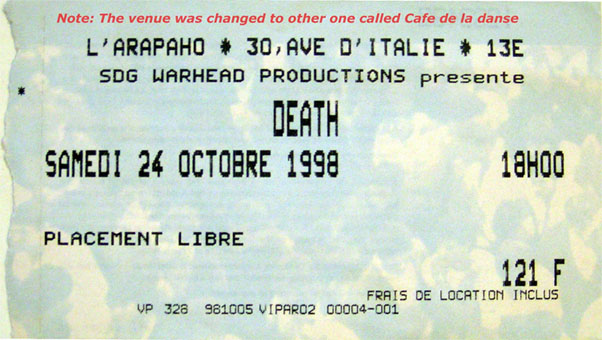 Note: The venue was changed to other one called Cafe de la danse
L'ARAPAHO * 30,AVE D'ITALIE * 13E
SDG WARHEAD PRODUCTIONS presente
*
DEATH
SAMEDI 24 OCTOBRE 1998 18H00
PLACEMENT LIBRE
121 F
FRAIS DE LOCATION INCLUS
VP 328 981005 VIPAR02 00004-001